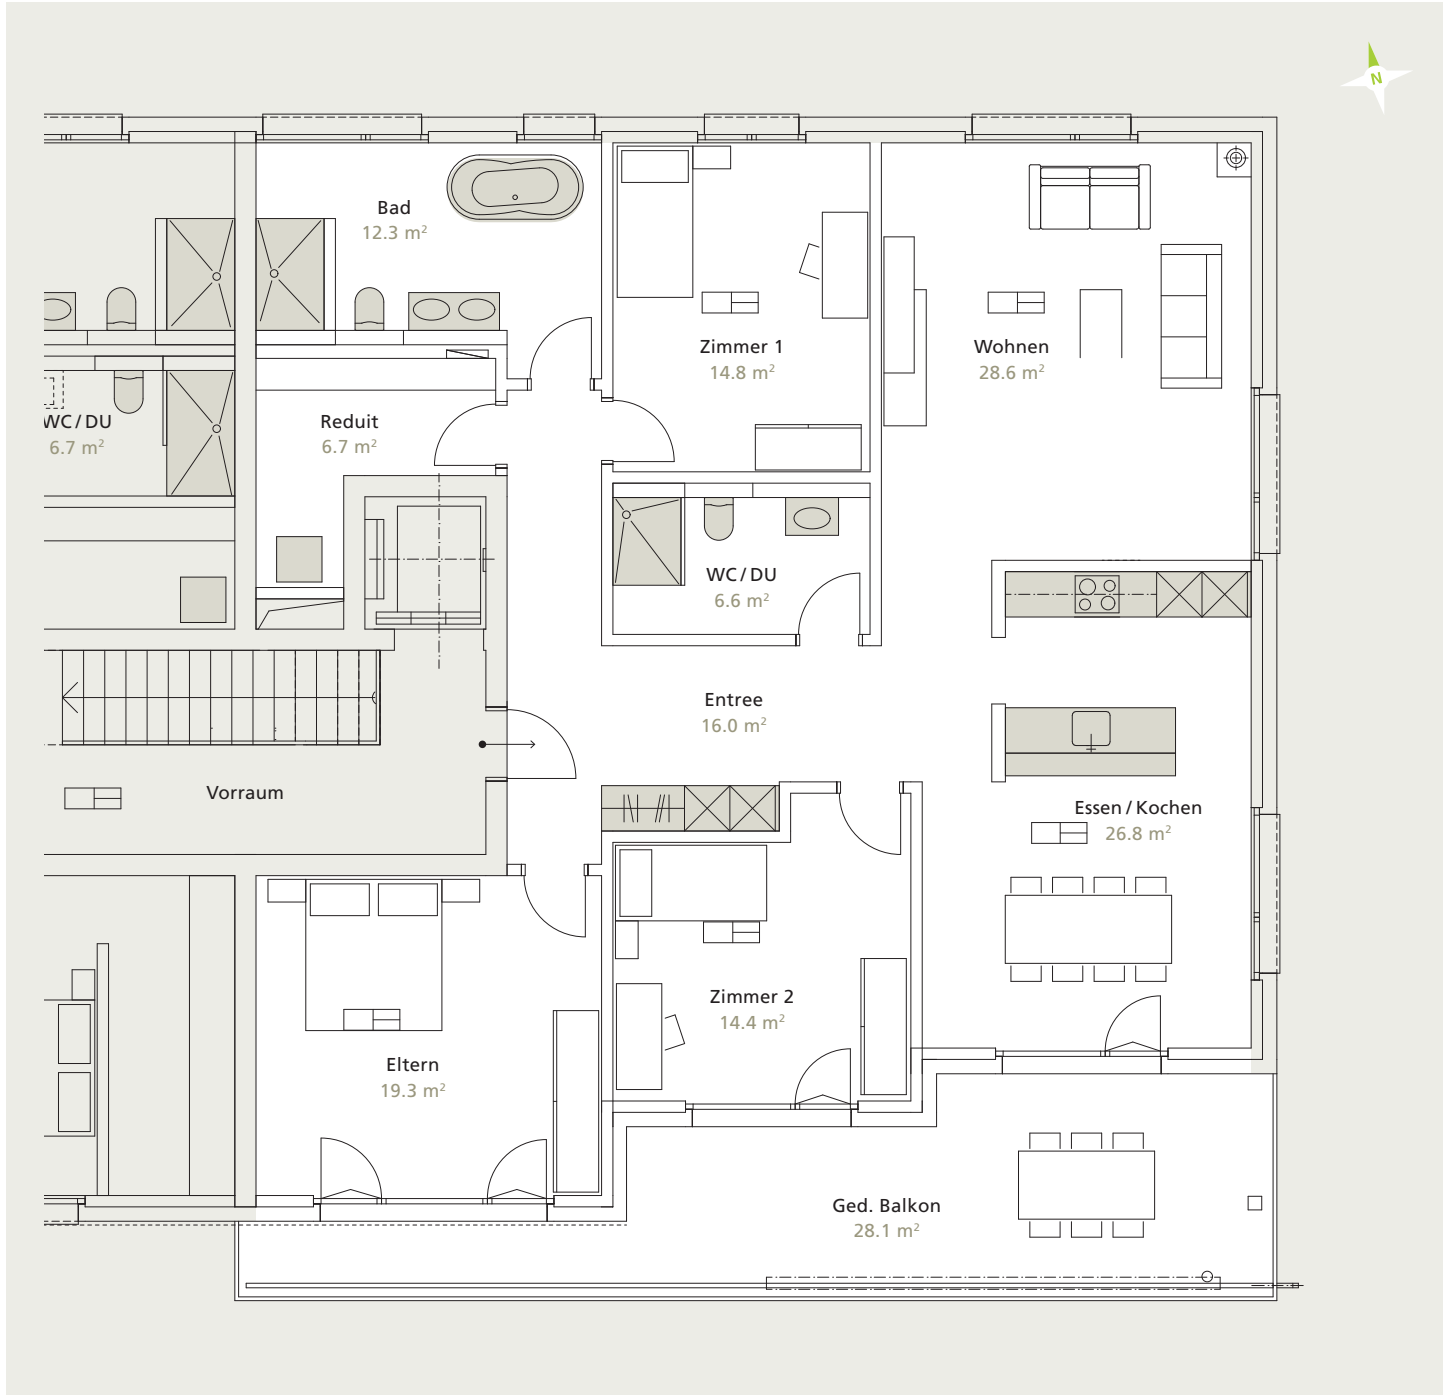 N
Bad
12.3 m²
Zimmer 1
14.8 m²
Wohnen
28.6 m²
WC / DU
6.7 m²
Reduit
6.7 m²
WC / DU
6.6 m²
Entree
16.0 m²
Vorraum
Essen / Kochen
26.8 m²
Zimmer 2
14.4 m²
Eltern
19.3 m²
Ged. Balkon
28.1 m²